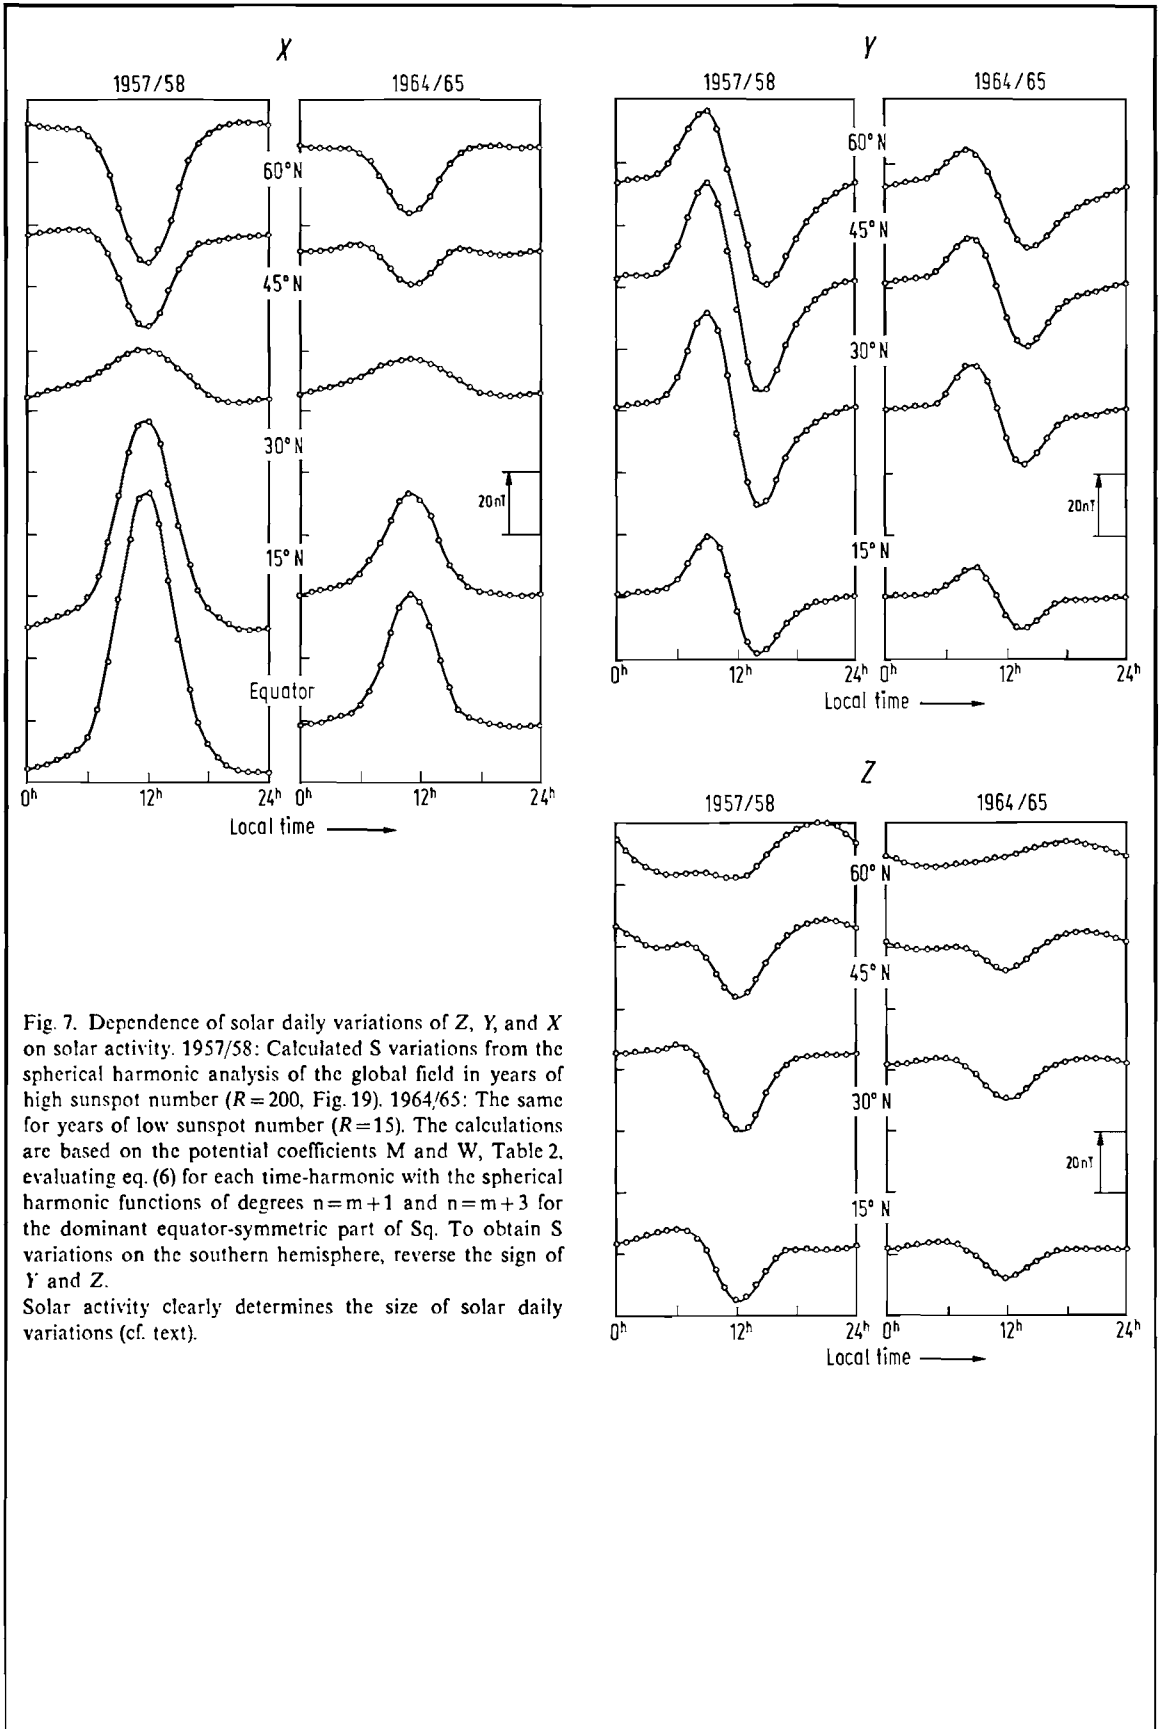 X
1957/58
1964/65
60° N
45° N
30° N
20nT
15° N
Equator
0ʰ
12ʰ
24ʰ
0ʰ
12ʰ
24ʰ
Local time
Y
1957/58
1964/65
60° N
45° N
30° N
20nT
15° N
0ʰ
12ʰ
24ʰ
0ʰ
12ʰ
24ʰ
Local time
Z
1957/58
1964/65
60° N
45° N
30° N
20nT
15° N
0ʰ
12ʰ
24ʰ
0ʰ
12ʰ
24ʰ
Local time
Fig. 7. Dependence of solar daily variations of Z, Y, and X
on solar activity. 1957/58: Calculated S variations from the
spherical harmonic analysis of the global field in years of
high sunspot number (R=200, Fig. 19). 1964/65: The same
for years of low sunspot number (R=15). The calculations
are based on the potential coefficients M and W, Table 2,
evaluating eq. (6) for each time-harmonic with the spherical
harmonic functions of degrees n=m+1 and n=m+3 for
the dominant equator-symmetric part of Sq. To obtain S
variations on the southern hemisphere, reverse the sign of
Y and Z.
Solar activity clearly determines the size of solar daily
variations (cf. text).